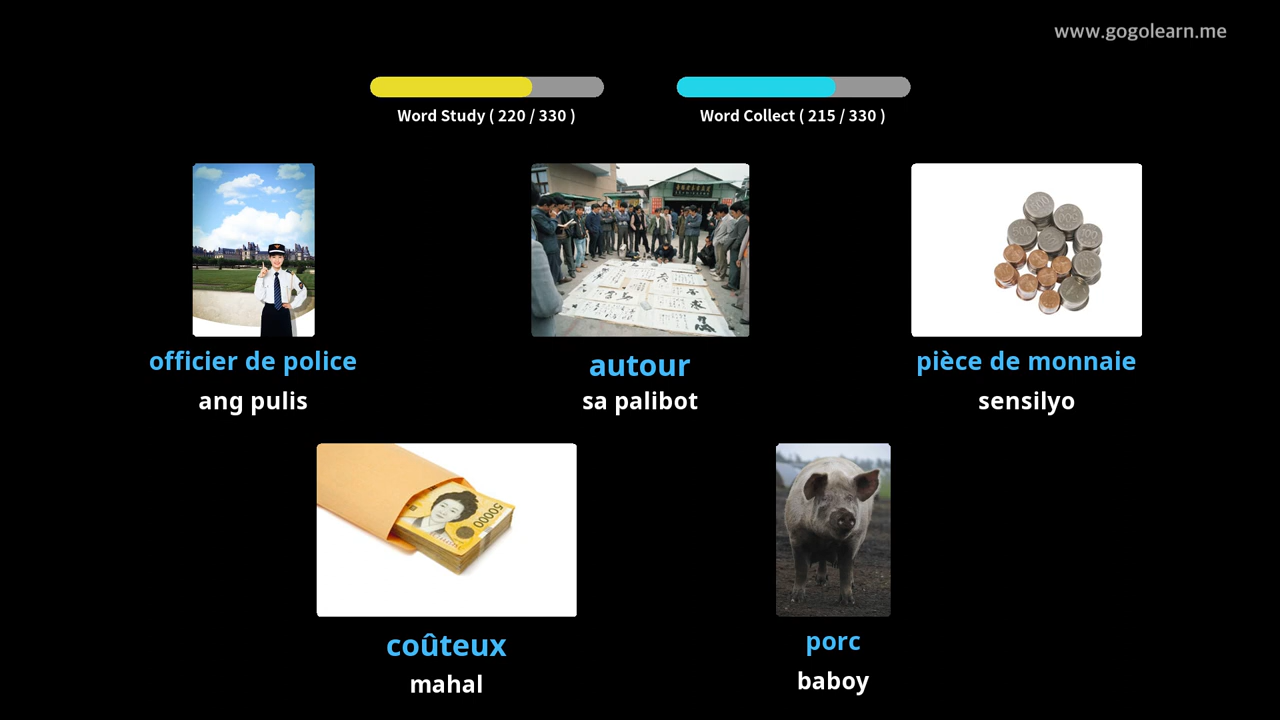 www.gogolearn.me
Word Study ( 220 / 330 )
Word Collect ( 215 / 330 )
officier de police
ang pulis
autour
sa palibot
pièce de monnaie
sensilyo
50000
coûteux
mahal
porc
baboy